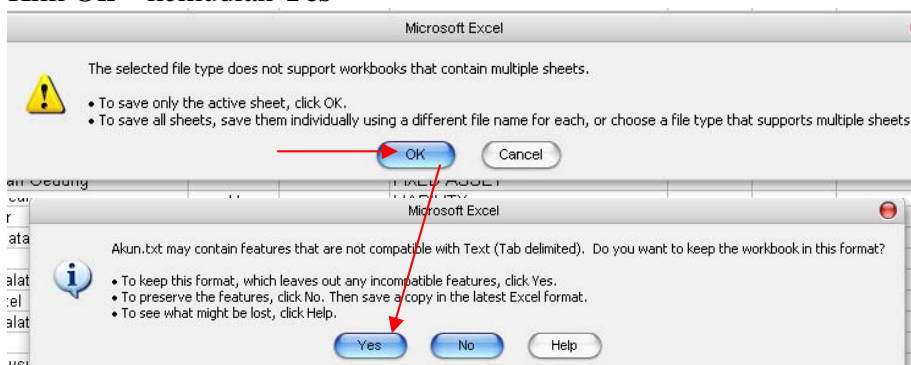 Microsoft Excel
The selected file type does not support workbooks that contain multiple sheets.
• To save only the active sheet, click OK.
• To save all sheets, save them individually using a different file name for each, or choose a file type that supports multiple sheets
OK Cancel
FIXED ASSET
Microsoft Excel
Akun.txt may contain features that are not compatible with Text (Tab delimited). Do you want to keep the workbook in this format?
• To keep this format, which leaves out any incompatible features, click Yes.
• To preserve the features, click No. Then save a copy in the latest Excel format.
• To see what might be lost, click Help.
Yes No Help